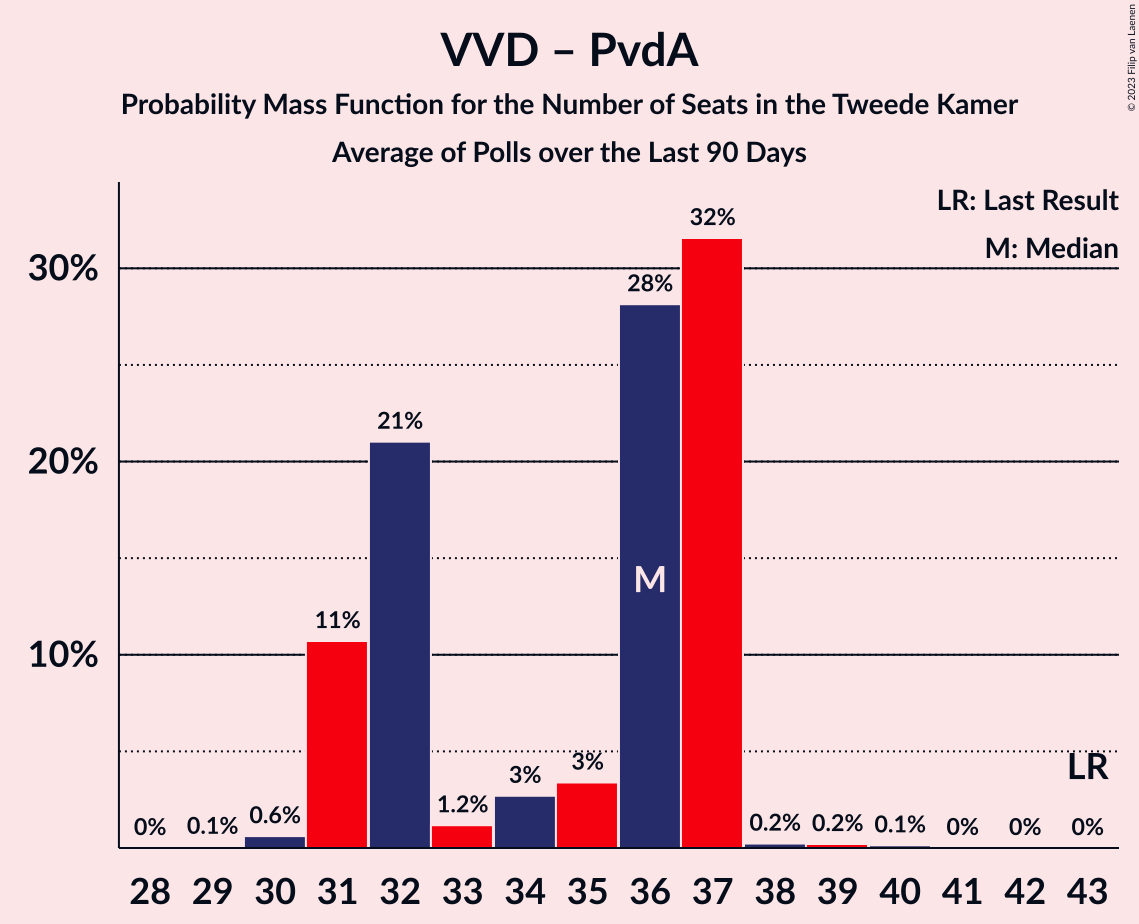 VVD – PvdA
Probability Mass Function for the Number of Seats in the Tweede Kamer
Average of Polls over the Last 90 Days
© 2023 Filip van Laenen
LR: Last Result
M: Median
30%
20%
10%
0% 0.1% 0.6% 11% 21% 1.2% 3% 3% 28% 32% 0.2% 0.2% 0.1% 0% 0% 0%
M
LR
28 29 30 31 32 33 34 35 36 37 38 39 40 41 42 43